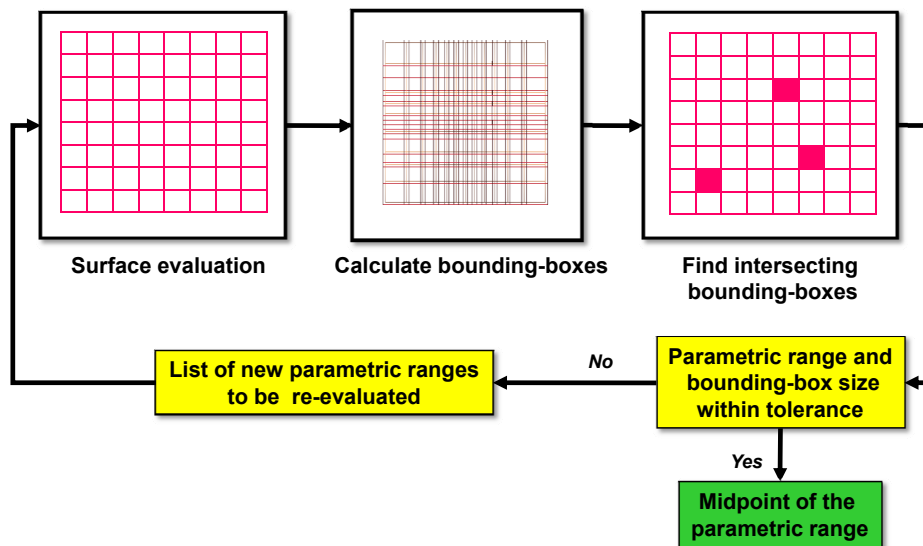 Surface evaluation
Calculate bounding-boxes
Find intersecting
bounding-boxes
List of new parametric ranges
to be re-evaluated
No
Parametric range and
bounding-box size
within tolerance
Yes
Midpoint of the
parametric range